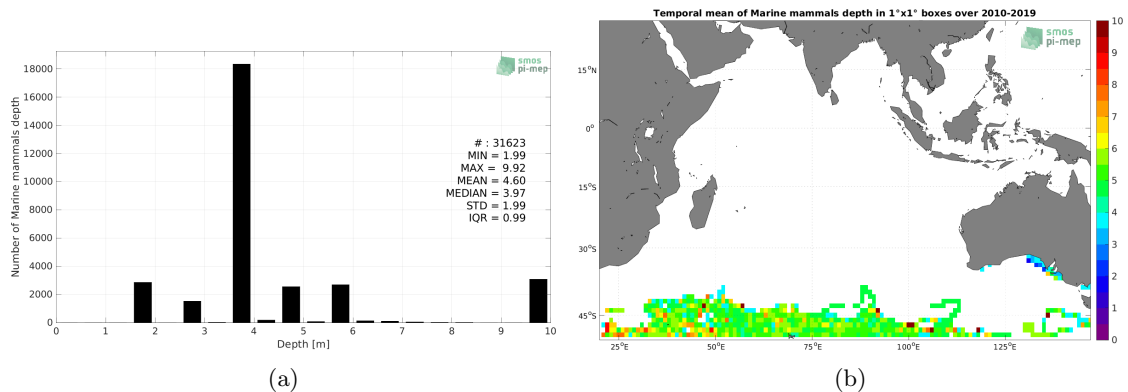 Number of Marine mammals depth
18000
16000
14000
12000
10000
8000
6000
4000
2000
0
0 1 2 3 4 5 6 7 8 9 10
Depth [m]
smos
pi-mep
# : 31623
MIN = 1.99
MAX = 9.92
MEAN = 4.60
MEDIAN = 3.97
STD = 1.99
IQR = 0.99
(a)
Temporal mean of Marine mammals depth in 1°x1° boxes over 2010-2019
smos
pi-mep
15°N
0°
15°S
30°S
45°S
25°E 50°E 75°E 100°E 125°E
10
9
8
7
6
5
4
3
2
1
0
(b)